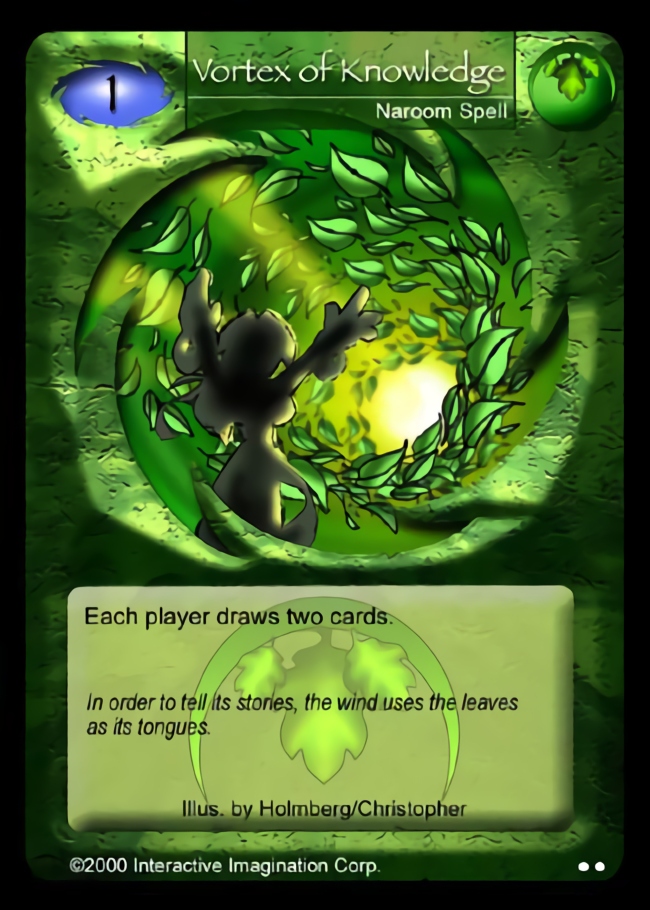 1
Vortex of Knowledge
Naroom Spell
Each player draws two cards.
In order to tell its stories, the wind uses the leaves
as its tongues.
Illus. by Holmberg/Christopher
©2000 Interactive Imagination Corp.